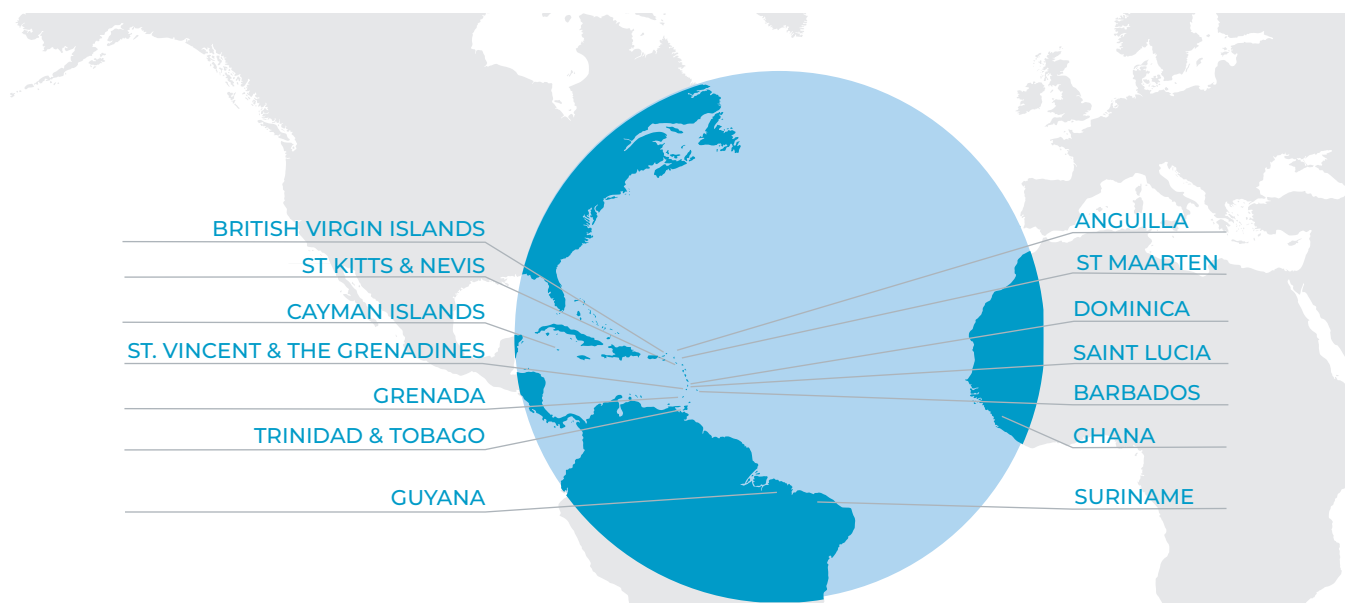 BRITISH VIRGIN ISLANDS
ST KITTS & NEVIS
CAYMAN ISLANDS
ST. VINCENT & THE GRENADINES
GRENADA
TRINIDAD & TOBAGO
GUYANA
ANGUILLA
ST MAARTEN
DOMINICA
SAINT LUCIA
BARBADOS
GHANA
SURINAME